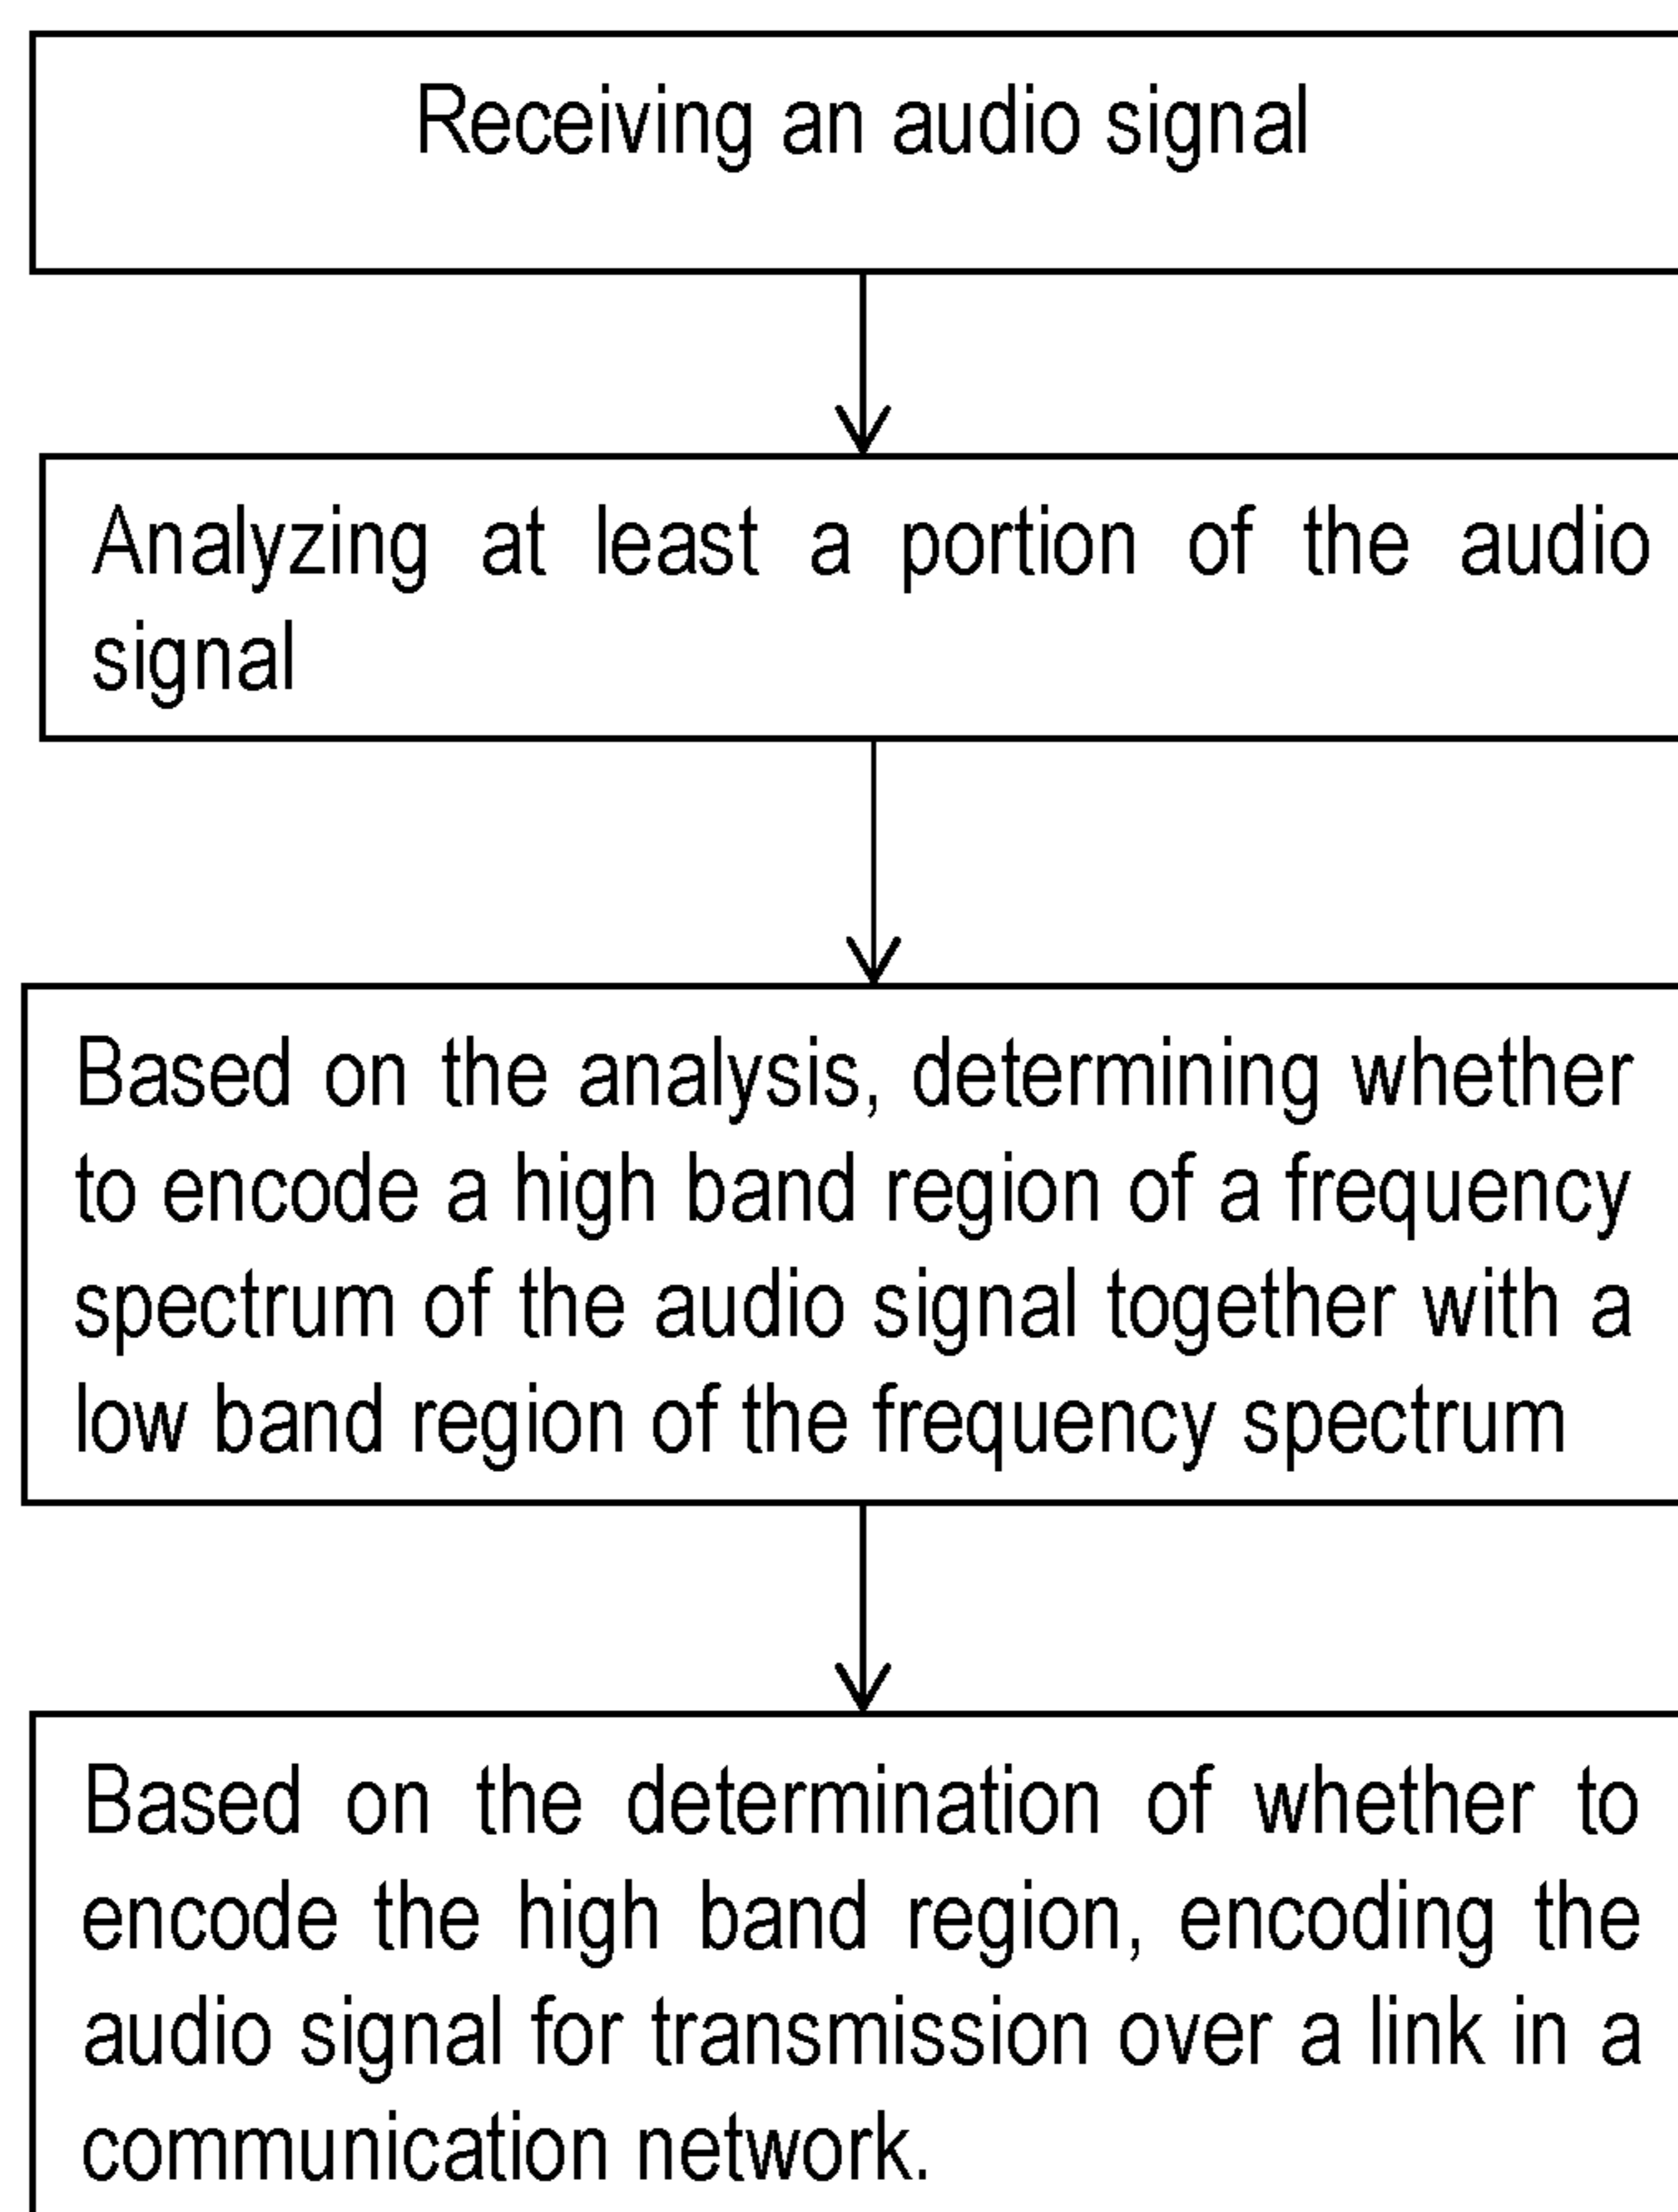 Receiving an audio signal
Analyzing at least a portion of the audio
signal
Based on the analysis, determining whether
to encode a high band region of a frequency
spectrum of the audio signal together with a
low band region of the frequency spectrum
Based on the determination of whether to
encode the high band region, encoding the
audio signal for transmission over a link in a
communication network.